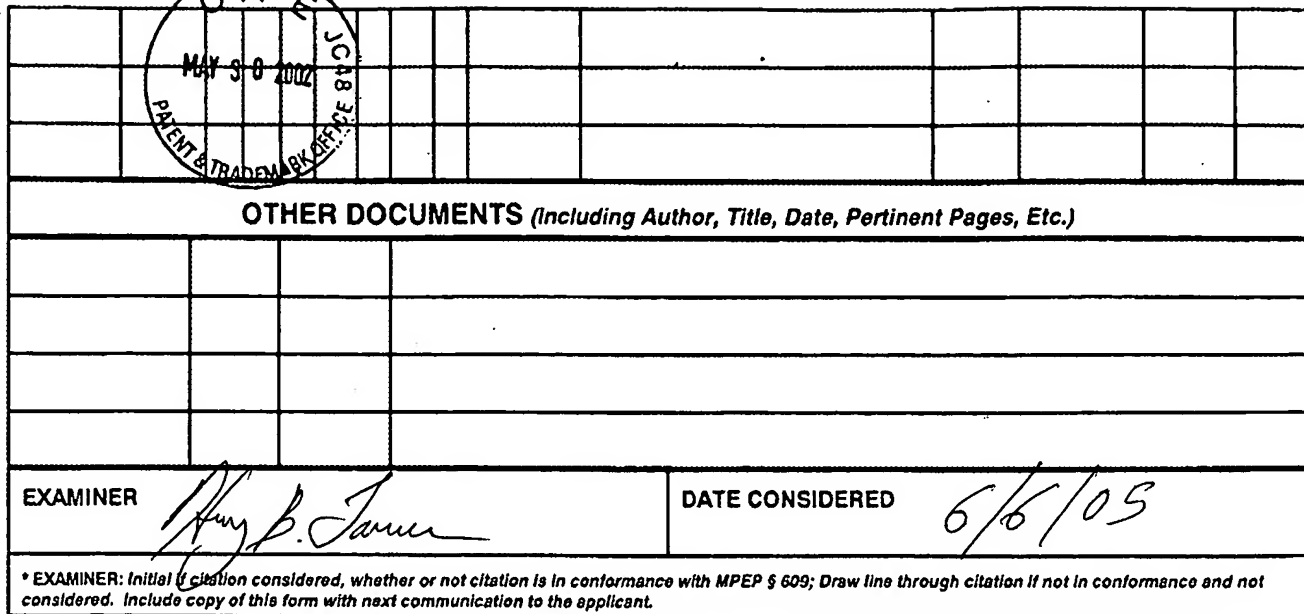 JC48
MAY 30 2002
PATENT & TRADEMARK OFFICE
OTHER DOCUMENTS (Including Author, Title, Date, Pertinent Pages, Etc.)
EXAMINER
DATE CONSIDERED 6/6/05
* EXAMINER: Initial if citation considered, whether or not citation is in conformance with MPEP § 609; Draw line through citation if not in conformance and not
considered. Include copy of this form with next communication to the applicant.